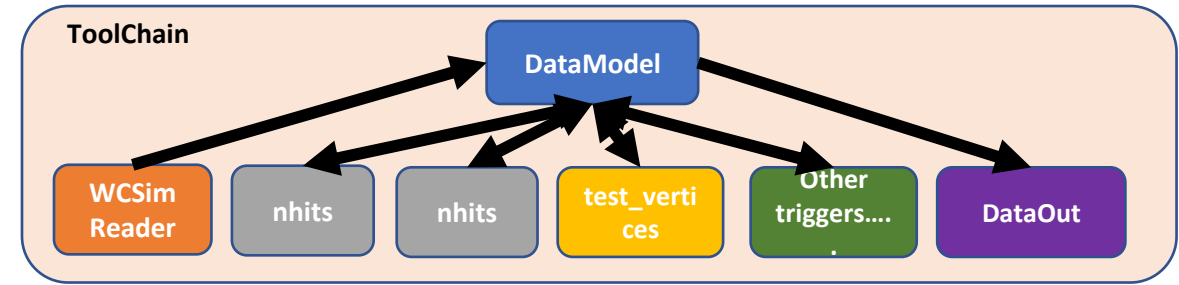 ToolChain
DataModel
WCSim
Reader
nhits
nhits
test_verti
ces
Other
triggers....
.
DataOut